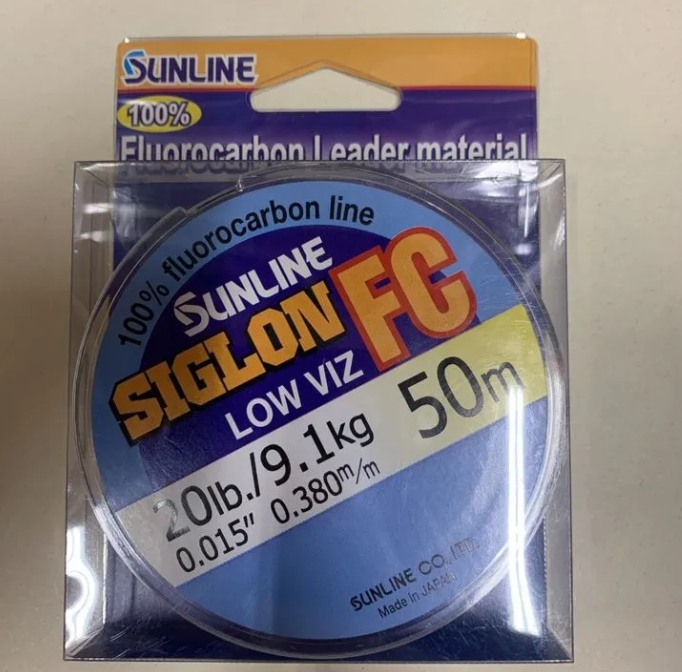 SUNLINE
100%
Fluorocarbon Leader material
100% fluorocarbon line
SUNLINE
SIGLON FC
LOW VIZ
50m
20lb./9.1kg
0.015" 0.380m/m
SUNLINE CO., LTD.
Made in JAPAN